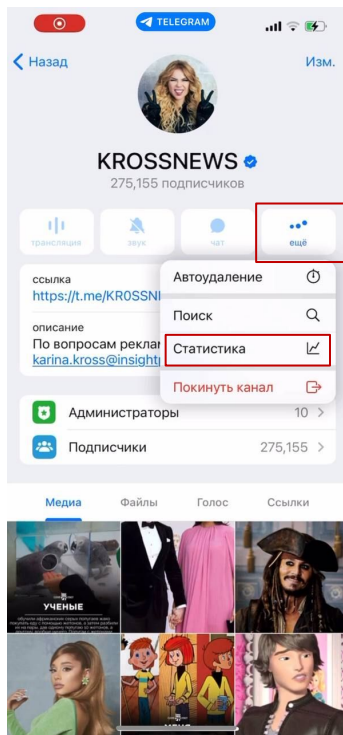 TELEGRAM
Назад
Изм.
KROSSNEWS
275,155 подписчиков
трансляция
звук
чат
ещё
ссылка
https://t.me/KR0SSN
Автоудаление
Поиск
описание
По вопросам реклам
karina.kross@insight
Статистика
Покинуть канал
Администраторы 10
Подписчики 275,155
Медиа Файлы Голос Ссылки
УЧЕНЫЕ